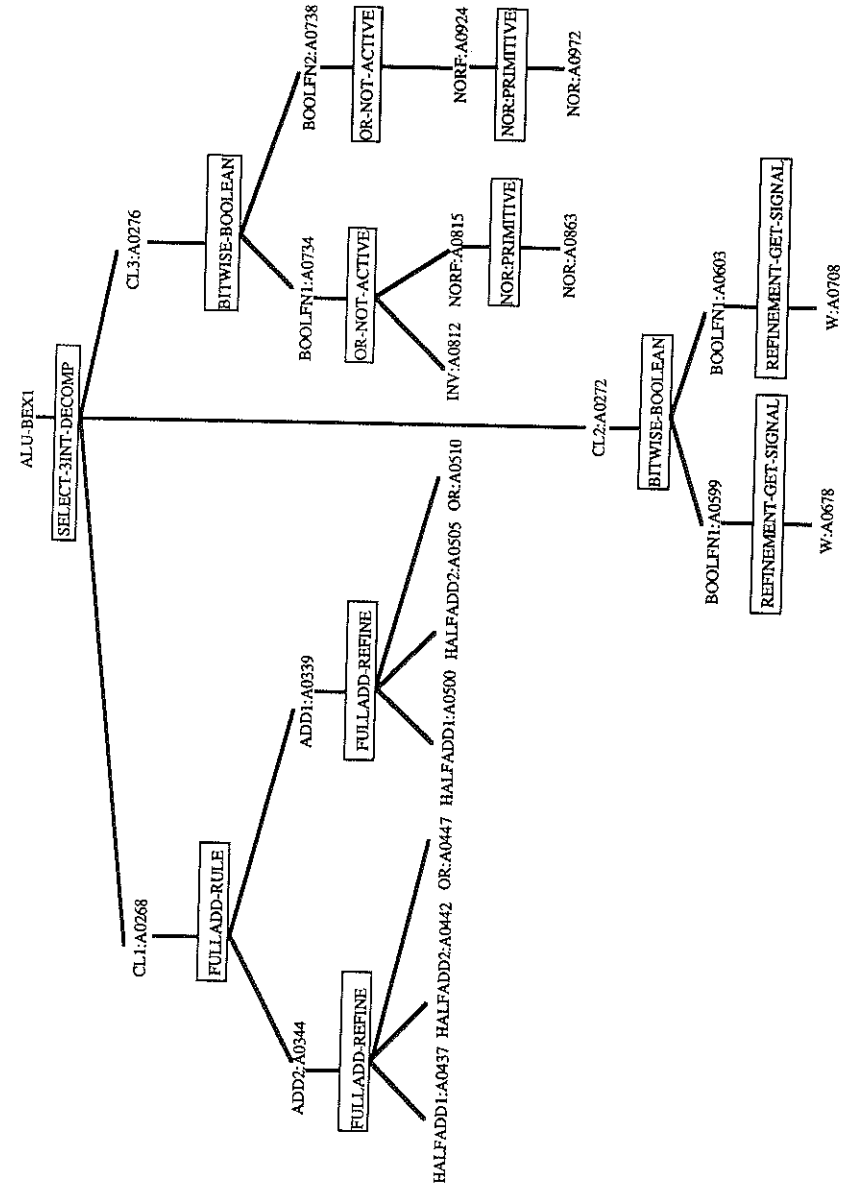 ALU-BEX1
SELECT-3INT-DECOMP
CL1:A0268
FULLADD-RULE
ADD2:A0344
FULLADD-REFINE
HALFADD1:A0437
HALFADD2:A0442
OR:A0447
ADD1:A0339
FULLADD-REFINE
HALFADD1:A0500
HALFADD2:A0505
OR:A0510
CL2:A0272
BITWISE-BOOLEAN
BOOLFN1:A0599
REFINEMENT-GET-SIGNAL
W:A0678
BOOLFN1:A0603
REFINEMENT-GET-SIGNAL
W:A0708
CL3:A0276
BITWISE-BOOLEAN
BOOLFN1:A0734
OR-NOT-ACTIVE
INV:A0812
NORF:A0815
NOR:PRIMITIVE
NOR:A0863
BOOLFN2:A0738
OR-NOT-ACTIVE
NORF:A0924
NOR:PRIMITIVE
NOR:A0972